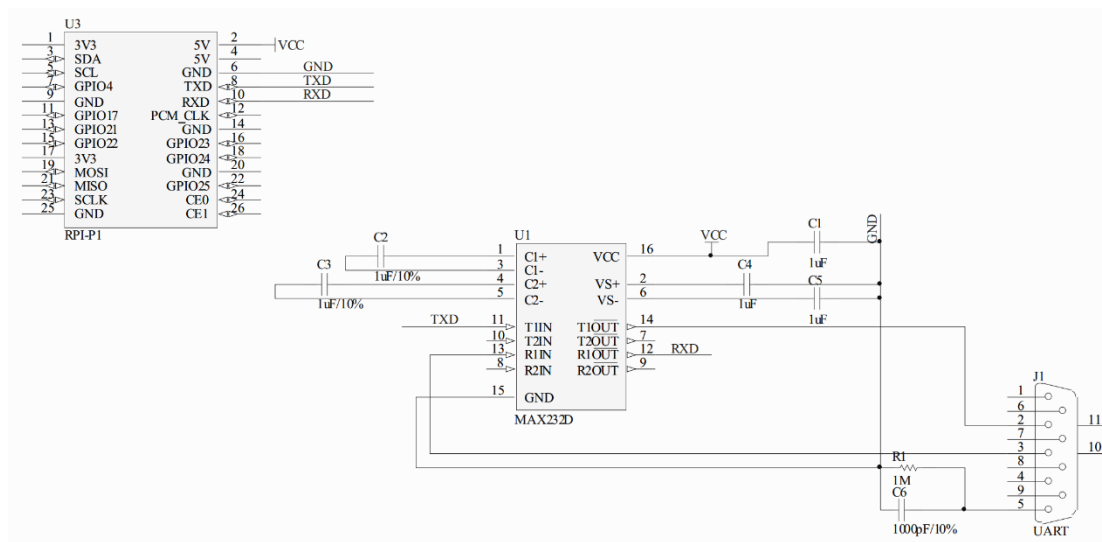 U3
1 3V3 5V 2 VCC
3 SDA 5V 4
5 SCL GND 6 GND
7 GPIO4 TXD 8 TXD
9 GND RXD 10 RXD
11 GPIO17 PCM_CLK 12
13 GPIO21 GND 14
15 GPIO22 GPIO23 16
17 3V3 GPIO24 18
19 MOSI GND 20
21 MISO GPIO25 22
23 SCLK CE0 24
25 GND CE1 26
RPI-P1
C2
1uF/10%
C3
1uF/10%
U1
1 C1+ VCC 16
3 C1-
4 C2+ VS+ 2
5 C2- VS- 6
TXD 11 T1IN T1OUT 14
10 T2IN T2OUT 7
13 R1IN R1OUT 12 RXD
8 R2IN R2OUT 9
15 GND
MAX232D
VCC
C1
1uF
GND
C4
1uF
C5
1uF
R1
1M
C6
1000pF/10%
J1
1
6
2
7
3
8
4
9
5
11
10
UART